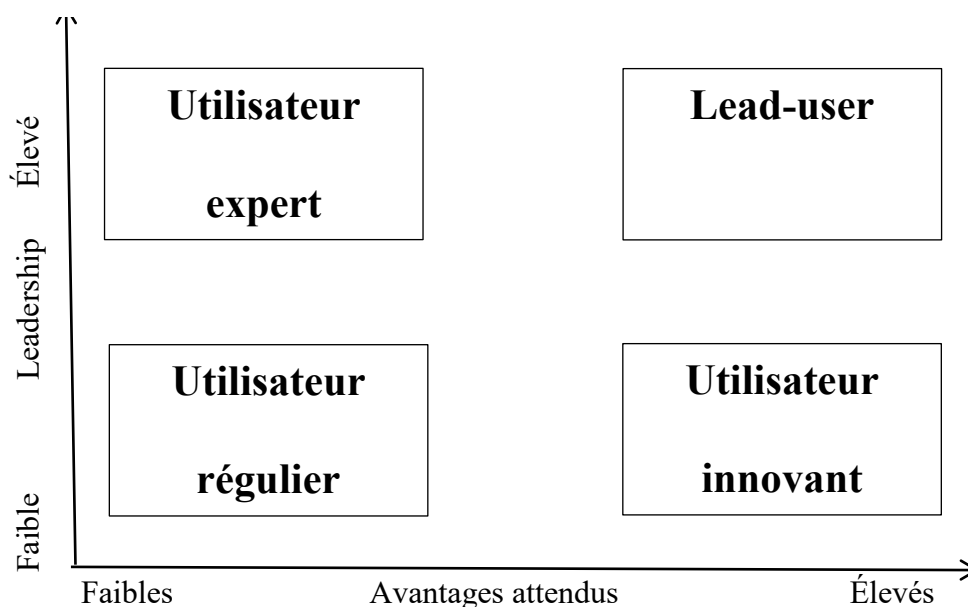 Utilisateur
expert
Lead-user
Utilisateur
régulier
Utilisateur
innovant
Élevé
Leadership
Faible
Faibles
Avantages attendus
Élevés